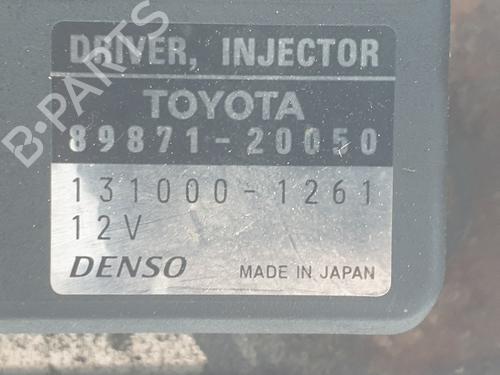 DRIVER, INJECTOR
TOYOTA
89871-20050
131000-1261
12V
DENSO MADE IN JAPAN
B-PARTS